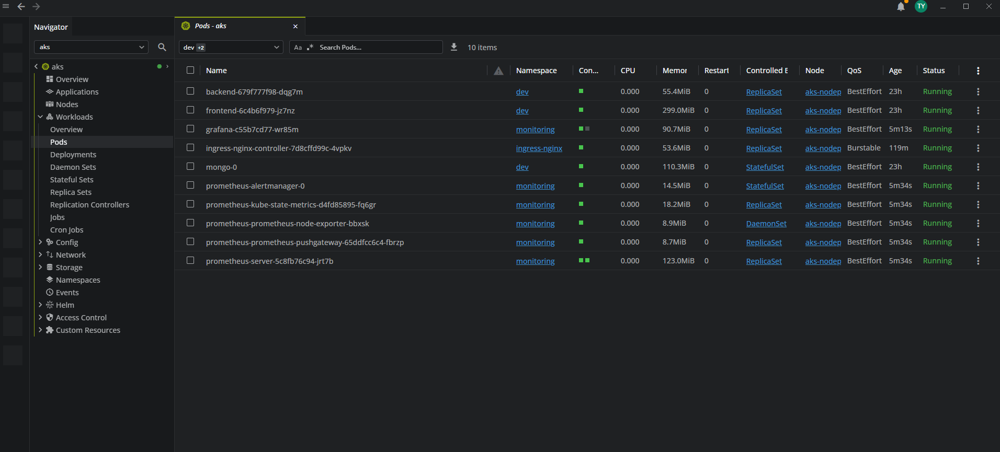 TY
Navigator
Pods - aks
aks
dev +2
Aa .* Search Pods...
10 items
aks
Overview
Applications
Nodes
Workloads
Overview
Pods
Deployments
Daemon Sets
Stateful Sets
Replica Sets
Replication Controllers
Jobs
Cron Jobs
Config
Network
Storage
Namespaces
Events
HELM Helm
Access Control
Custom Resources
Name Namespace Con... CPU Memor Restart Controlled B Node QoS Age Status
backend-679f777f98-dqg7m dev 0.000 55.4MiB 0 ReplicaSet aks-nodep BestEffort 23h Running
frontend-6c4b6f979-jz7nz dev 0.000 299.0MiB 0 ReplicaSet aks-nodep BestEffort 23h Running
grafana-c55b7cd77-wr85m monitoring 0.000 90.7MiB 0 ReplicaSet aks-nodep BestEffort 5m13s Running
ingress-nginx-controller-7d8cffd99c-4vpkv ingress-nginx 0.000 53.6MiB 0 ReplicaSet aks-nodep Burstable 119m Running
mongo-0 dev 0.000 110.3MiB 0 StatefulSet aks-nodep BestEffort 23h Running
prometheus-alertmanager-0 monitoring 0.000 14.5MiB 0 StatefulSet aks-nodep BestEffort 5m34s Running
prometheus-kube-state-metrics-d4fd85895-fq6gr monitoring 0.000 18.2MiB 0 ReplicaSet aks-nodep BestEffort 5m34s Running
prometheus-prometheus-node-exporter-bbxsk monitoring 0.000 8.9MiB 0 DaemonSet aks-nodep BestEffort 5m34s Running
prometheus-prometheus-pushgateway-65ddfcc6c4-fbrzp monitoring 0.000 8.7MiB 0 ReplicaSet aks-nodep BestEffort 5m34s Running
prometheus-server-5c8fb76c94-jrt7b monitoring 0.000 123.0MiB 0 ReplicaSet aks-nodep BestEffort 5m34s Running